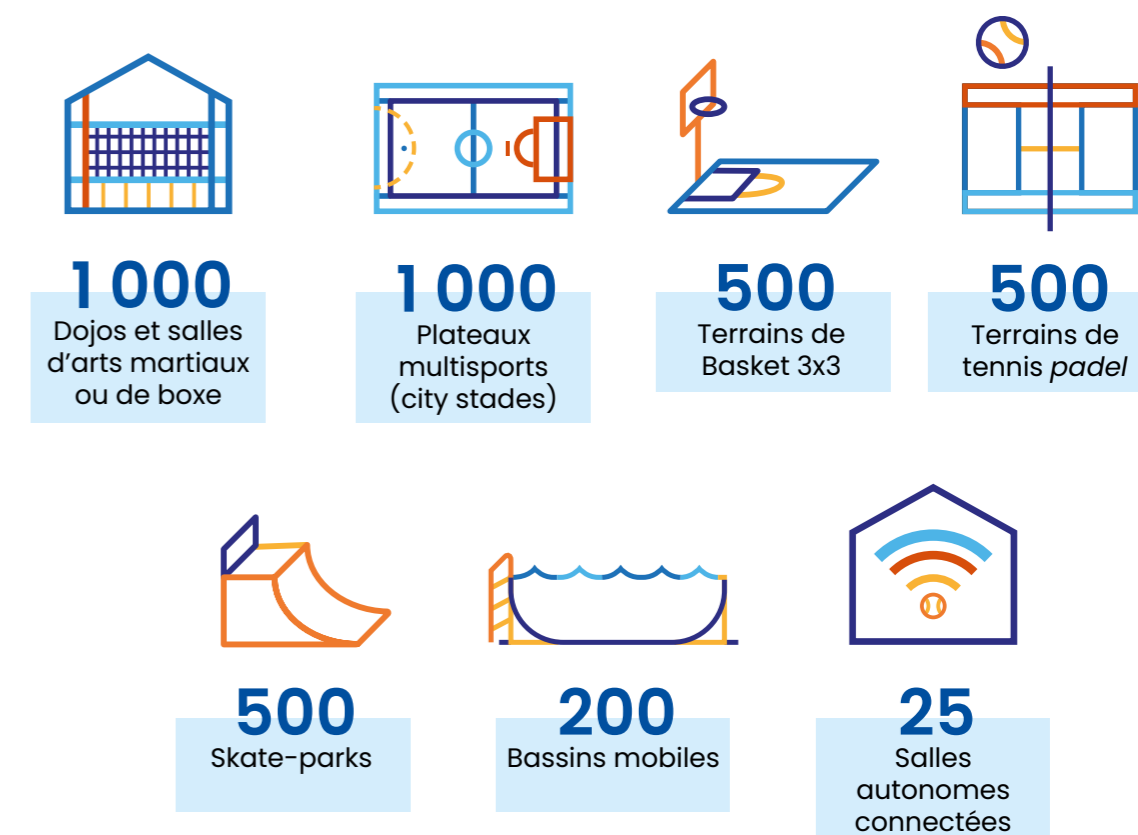 1 000
Dojos et salles
d’arts martiaux
ou de boxe
1 000
Plateaux
multisports
(city stades)
500
Terrains de
Basket 3x3
500
Terrains de
tennis padel
500
Skate-parks
200
Bassins mobiles
25
Salles
autonomes
connectées